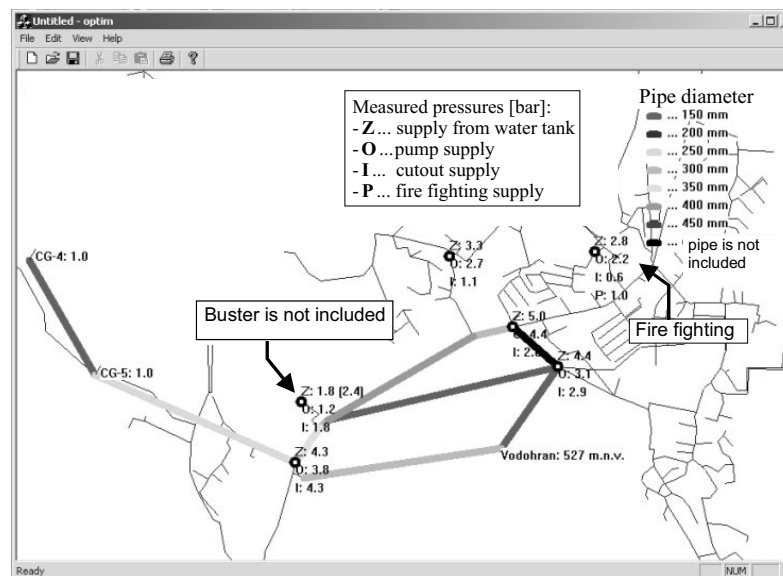 Untitled - optim
File Edit View Help
Measured pressures [bar]:
- Z ... supply from water tank
- O ... pump supply
- I ... cutout supply
- P ... fire fighting supply
Pipe diameter
... 150 mm
... 200 mm
... 250 mm
... 300 mm
... 350 mm
... 400 mm
... 450 mm
... pipe is not
included
CG-4: 1.0
Z: 3.3
O: 2.7
I: 1.1
Z: 2.8
O: 2.2
I: 0.6
P: 1.0
Buster is not included
Fire fighting
Z: 5.0
O: 4.4
I: 2.8
Z: 4.4
O: 3.1
I: 2.9
CG-5: 1.0
Z: 1.8 (2.4)
O: 1.2
I: 1.8
Z: 4.3
O: 3.8
I: 4.3
Vodohran: 527 m.n.v.
Ready
NUM